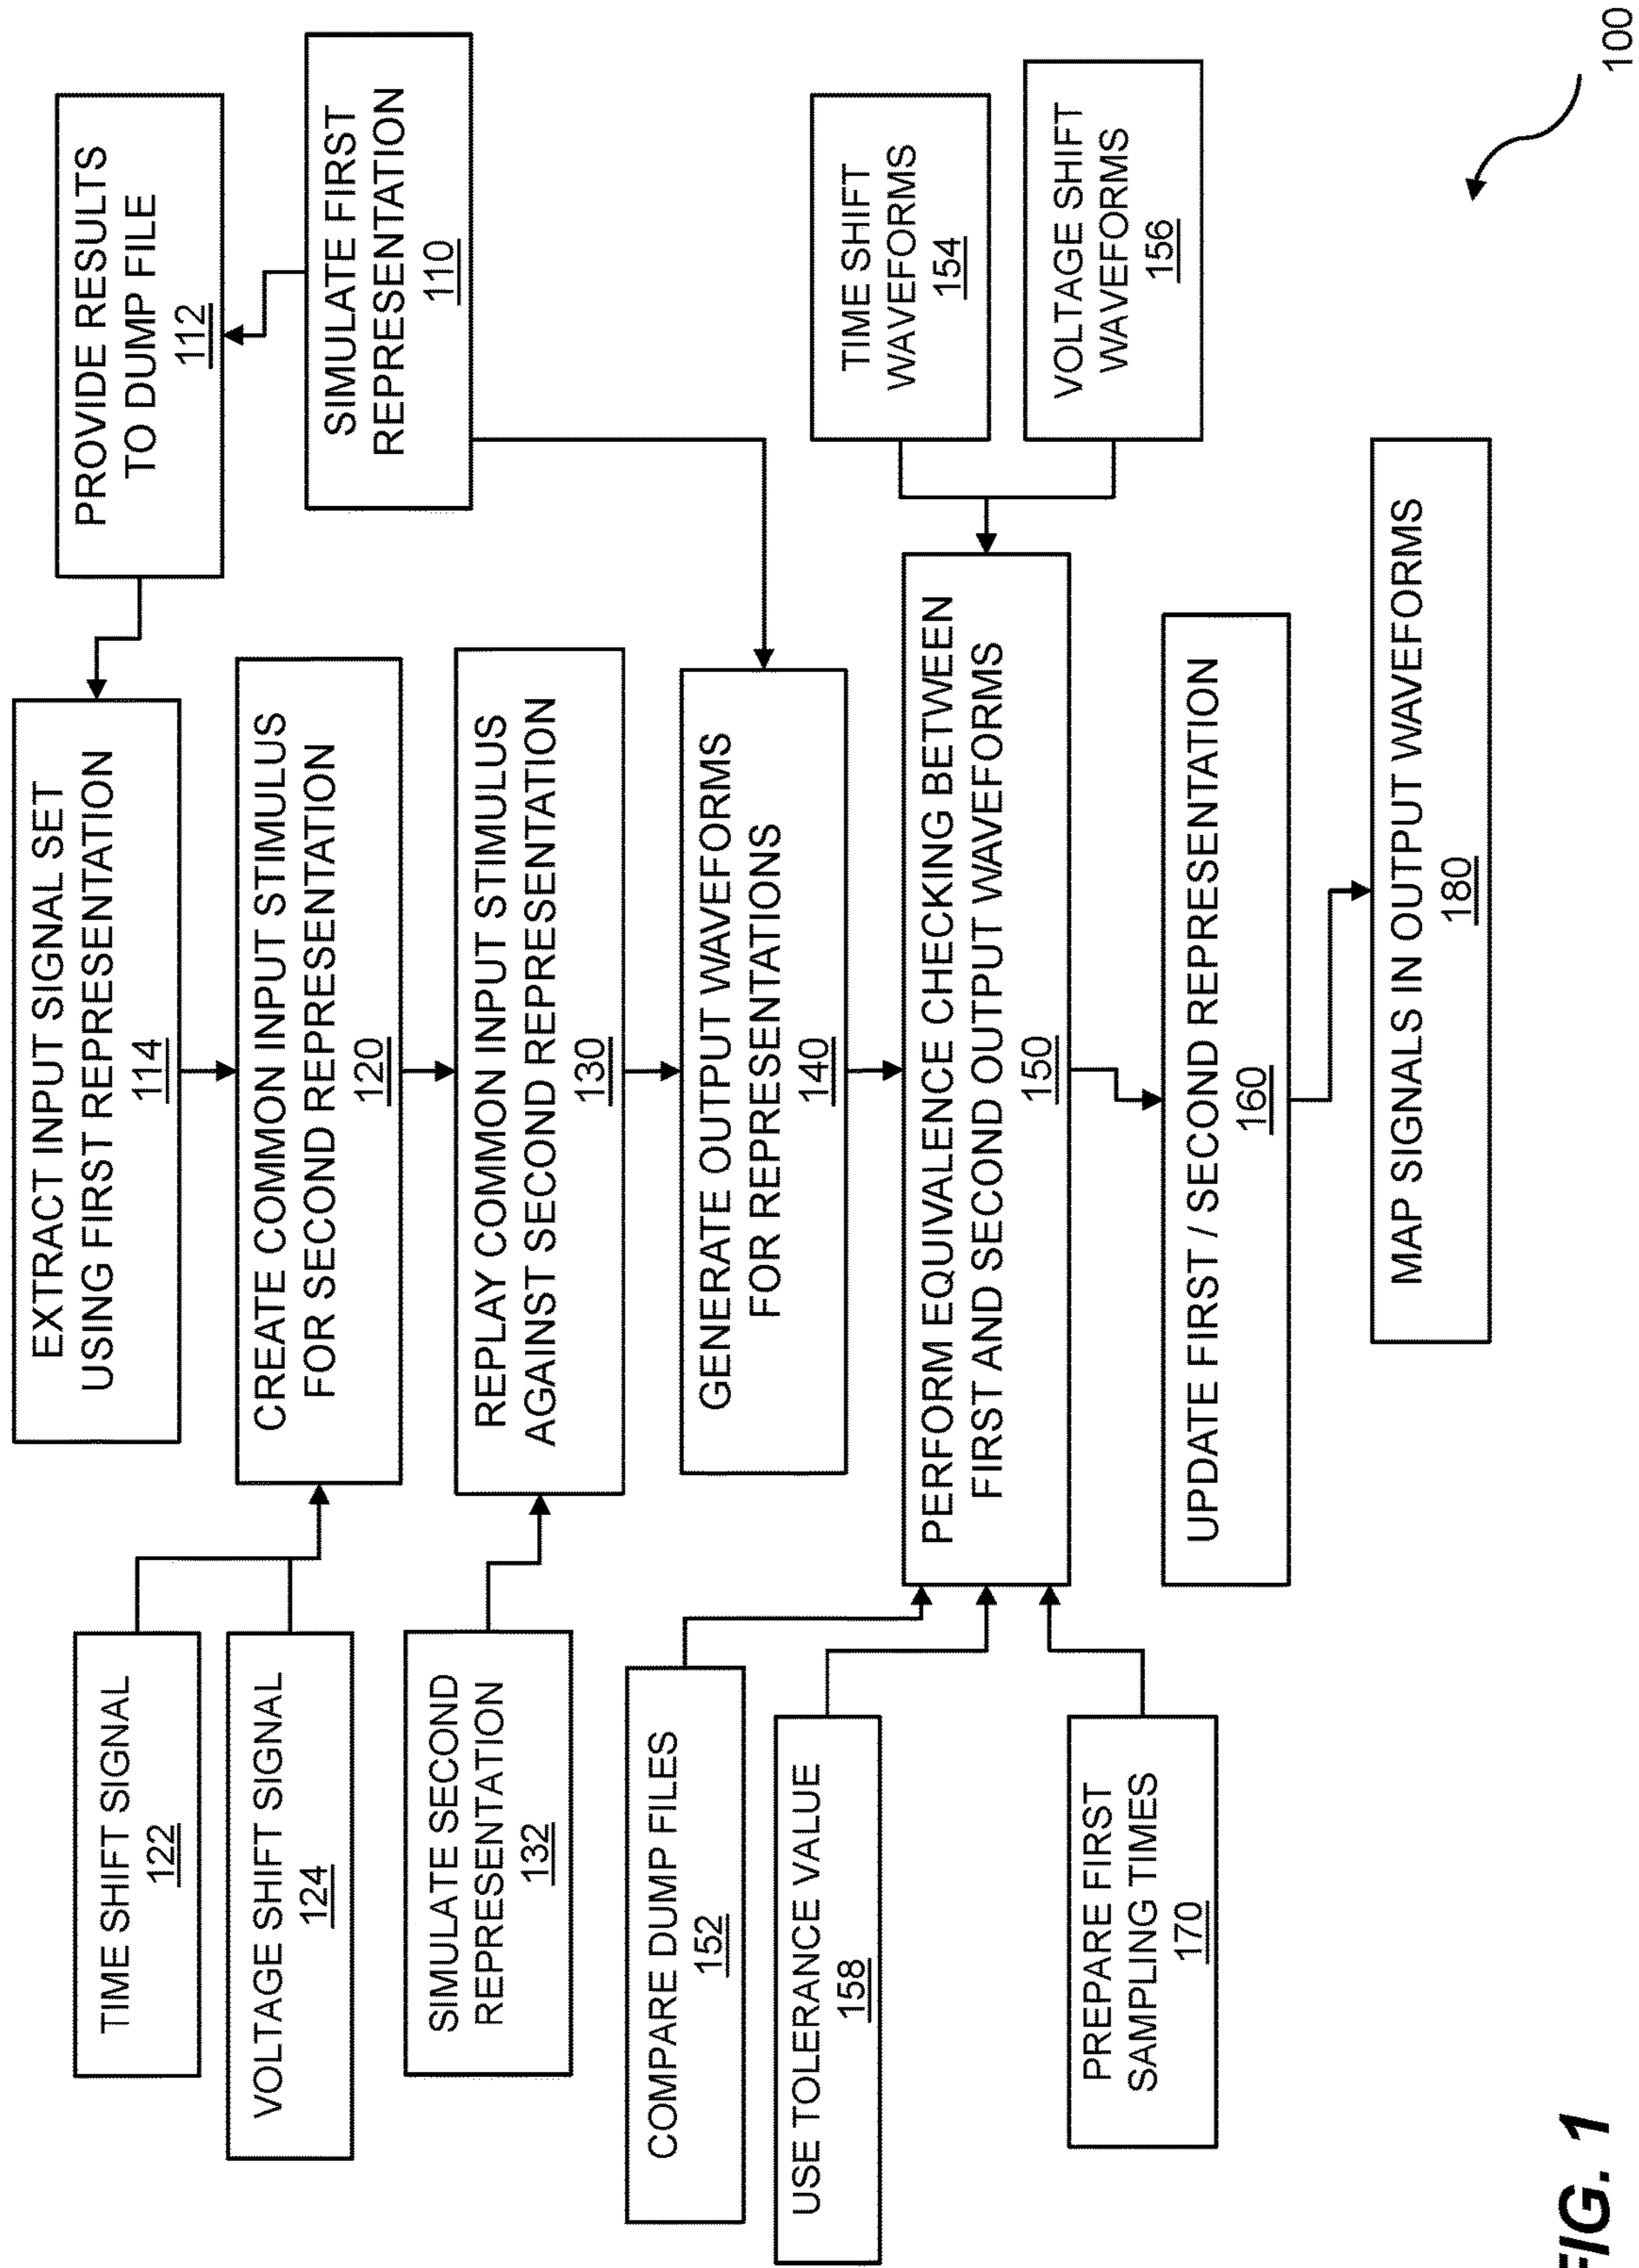 EXTRACT INPUT SIGNAL SET
USING FIRST REPRESENTATION
114
PROVIDE RESULTS
TO DUMP FILE
112
SIMULATE FIRST
REPRESENTATION
110
TIME SHIFT SIGNAL
122
VOLTAGE SHIFT SIGNAL
124
CREATE COMMON INPUT STIMULUS
FOR SECOND REPRESENTATION
120
SIMULATE SECOND
REPRESENTATION
132
REPLAY COMMON INPUT STIMULUS
AGAINST SECOND REPRESENTATION
130
GENERATE OUTPUT WAVEFORMS
FOR REPRESENTATIONS
140
COMPARE DUMP FILES
152
USE TOLERANCE VALUE
158
PREPARE FIRST
SAMPLING TIMES
170
PERFORM EQUIVALENCE CHECKING BETWEEN
FIRST AND SECOND OUTPUT WAVEFORMS
150
TIME SHIFT
WAVEFORMS
154
VOLTAGE SHIFT
WAVEFORMS
156
UPDATE FIRST / SECOND REPRESENTATION
160
MAP SIGNALS IN OUTPUT WAVEFORMS
180
100
FIG. 1